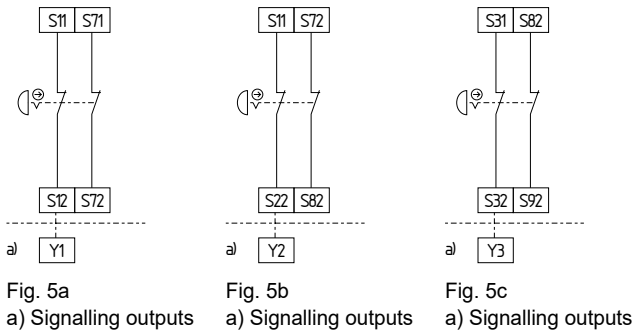 S11 S71 S11 S72 S31 S82
S12 S72 S22 S82 S32 S92
a) Y1 a) Y2 a) Y3
Fig. 5a Fig. 5b Fig. 5c
a) Signalling outputs a) Signalling outputs a) Signalling outputs